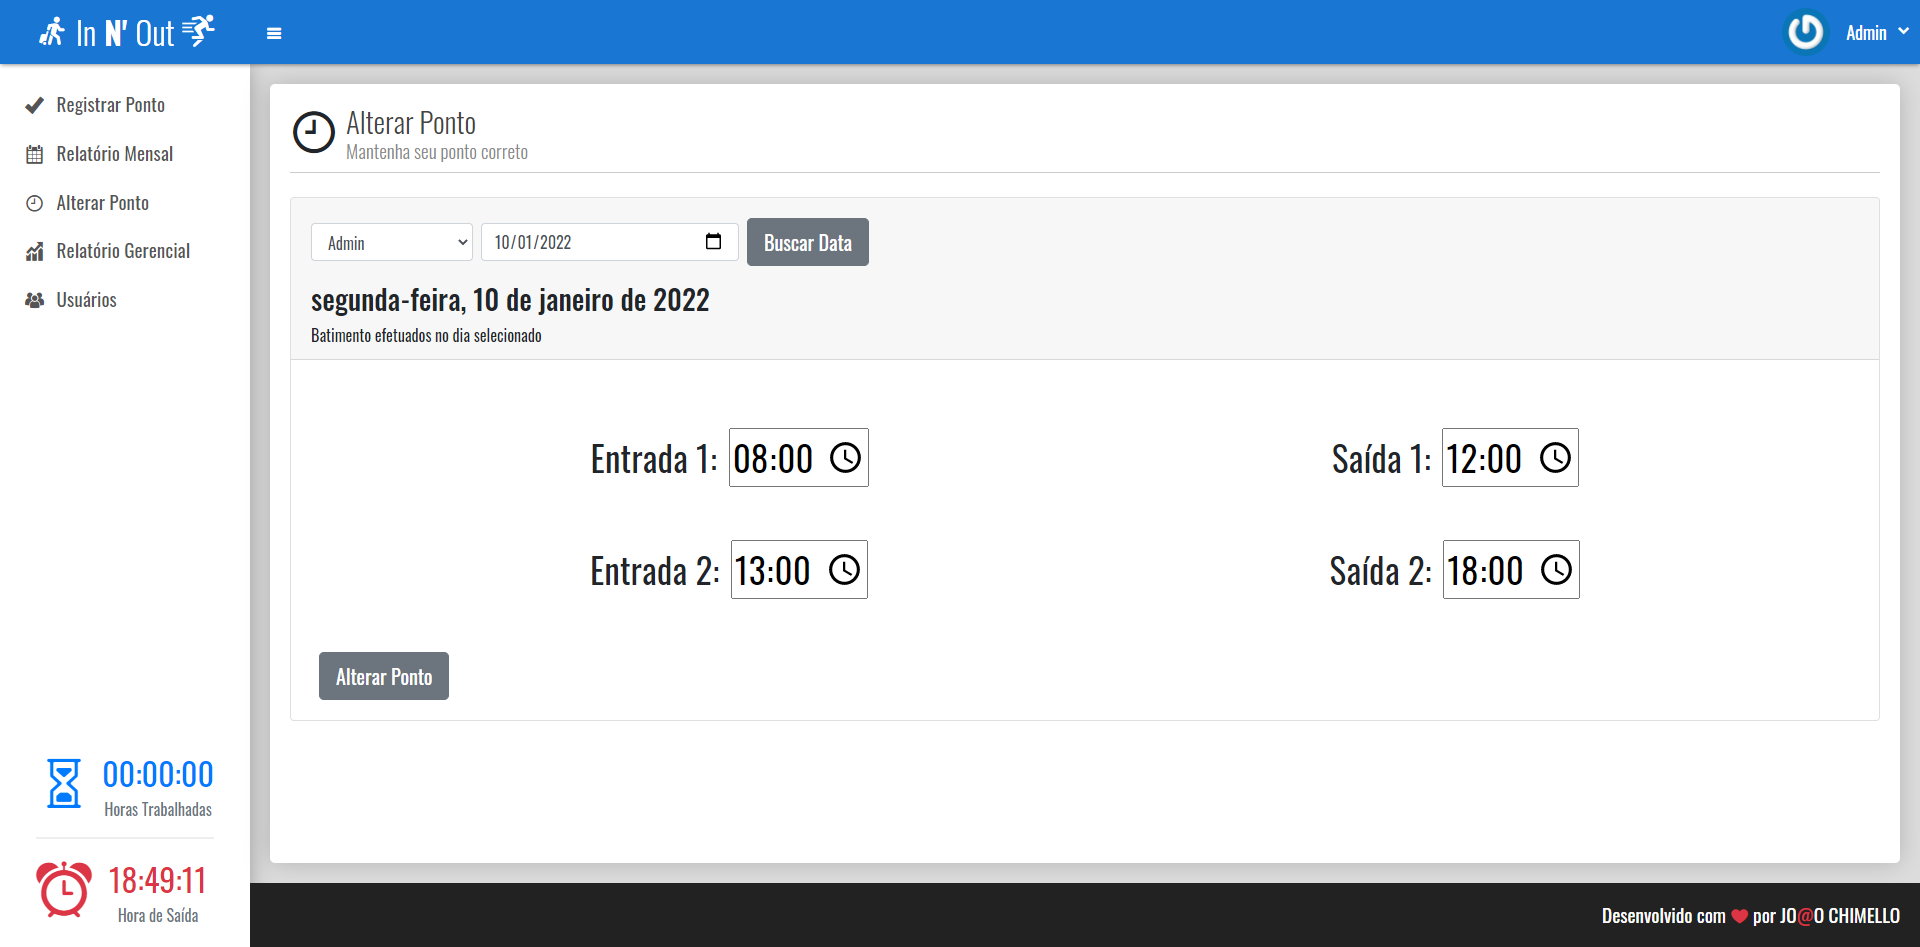 In N' Out
Admin
Registrar Ponto
Relatório Mensal
Alterar Ponto
Relatório Gerencial
Usuários
Alterar Ponto
Mantenha seu ponto correto
Admin 10/01/2022 Buscar Data
segunda-feira, 10 de janeiro de 2022
Batimento efetuados no dia selecionado
Entrada 1: 08:00 Saída 1: 12:00
Entrada 2: 13:00 Saída 2: 18:00
Alterar Ponto
00:00:00
Horas Trabalhadas
18:49:11
Hora de Saída
Desenvolvido com ❤ por JO@O CHIMELLO